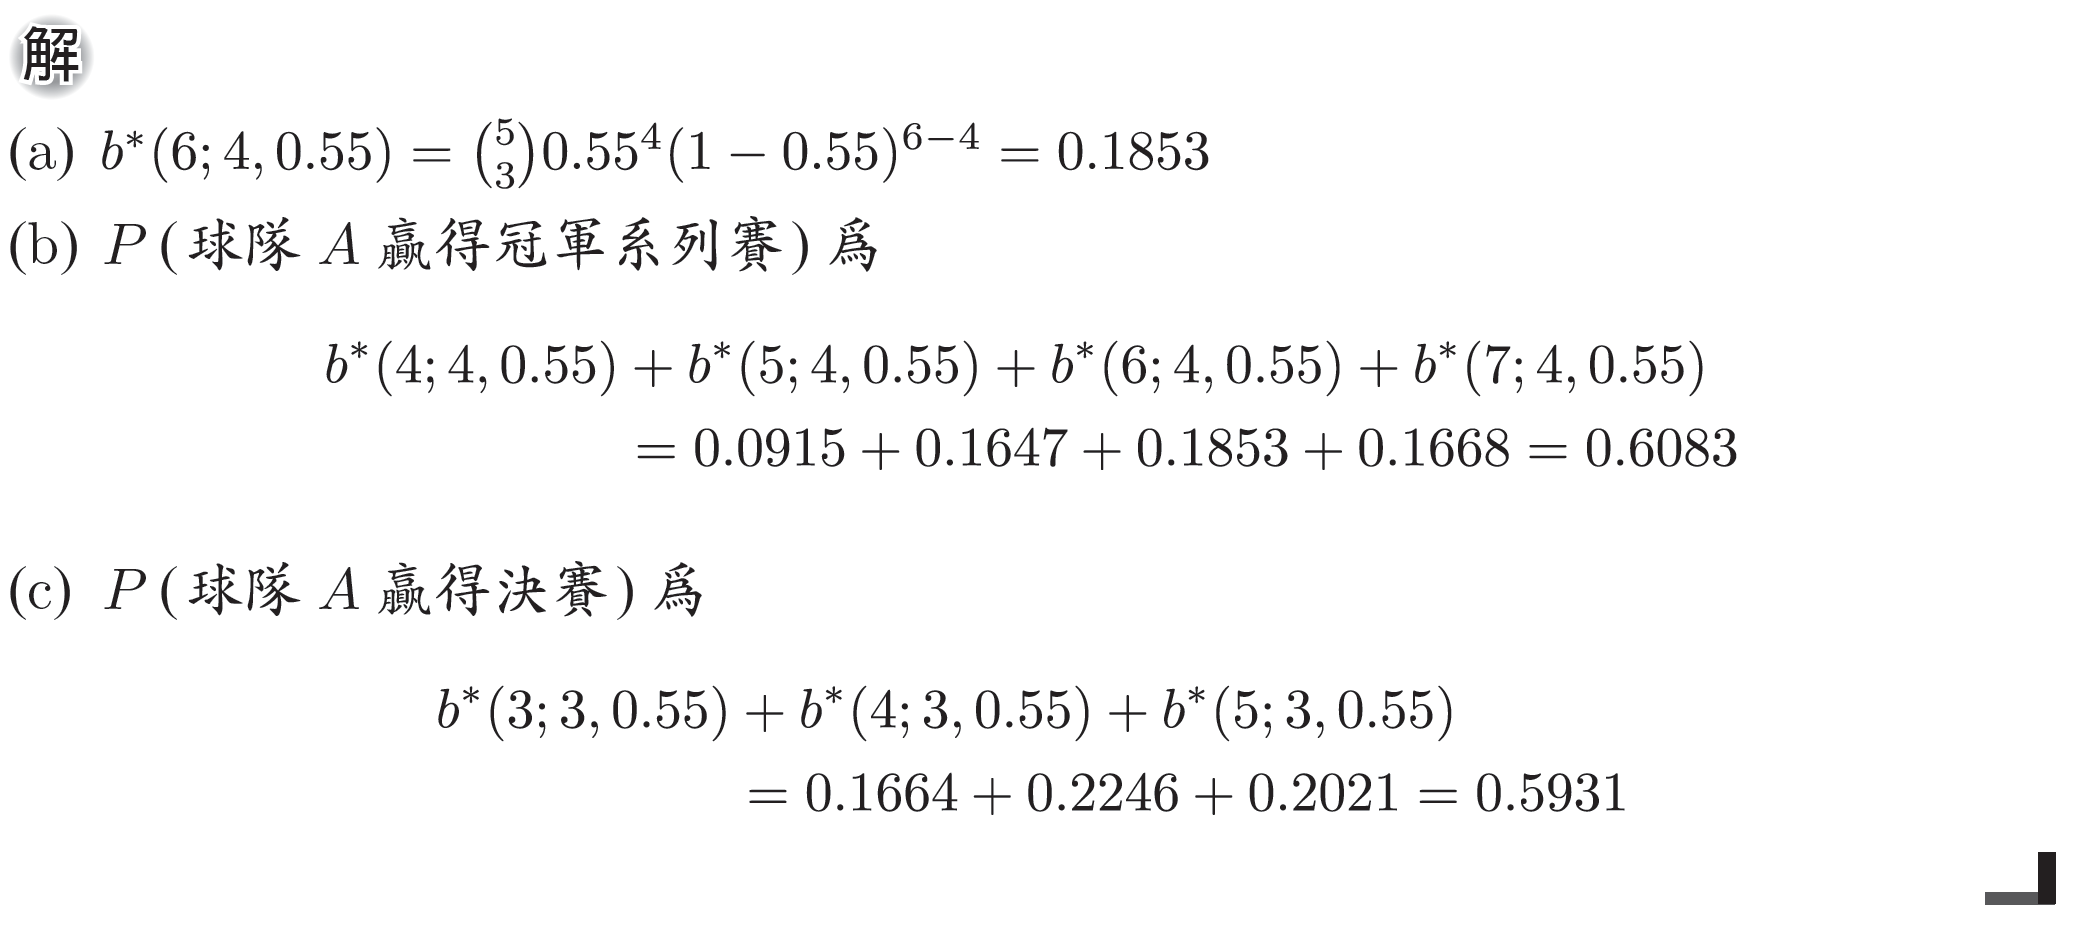 解
(a) b*(6; 4, 0.55) = (5 3)0.55⁴(1 − 0.55)⁶⁻⁴ = 0.1853
(b) P(球隊 A 贏得冠軍系列賽) 爲
b*(4; 4, 0.55) + b*(5; 4, 0.55) + b*(6; 4, 0.55) + b*(7; 4, 0.55)
= 0.0915 + 0.1647 + 0.1853 + 0.1668 = 0.6083
(c) P(球隊 A 贏得決賽) 爲
b*(3; 3, 0.55) + b*(4; 3, 0.55) + b*(5; 3, 0.55)
= 0.1664 + 0.2246 + 0.2021 = 0.5931